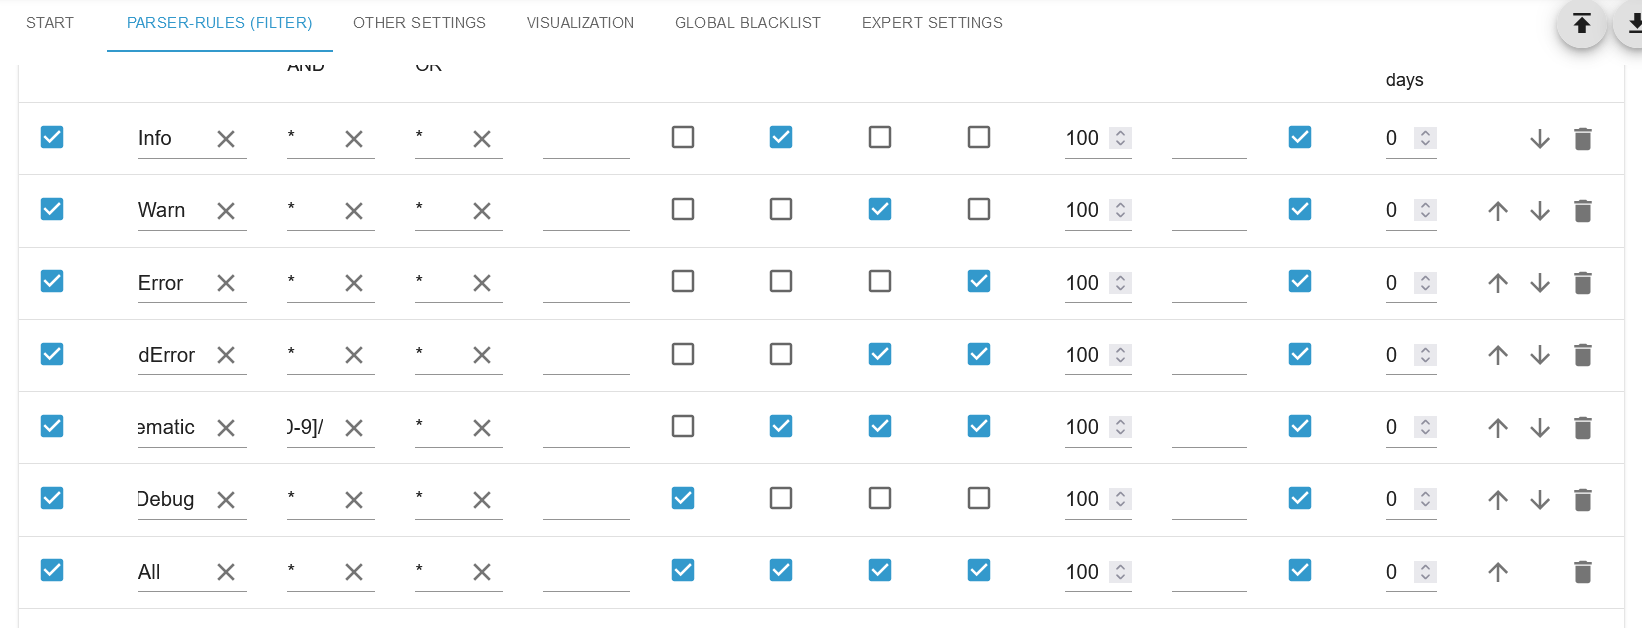 START PARSER-RULES (FILTER) OTHER SETTINGS VISUALIZATION GLOBAL BLACKLIST EXPERT SETTINGS
AND OR
days
Info * * 100 0
Warn * * 100 0
Error * * 100 0
dError * * 100 0
ematic 0-9]/ * 100 0
Debug * * 100 0
All * * 100 0